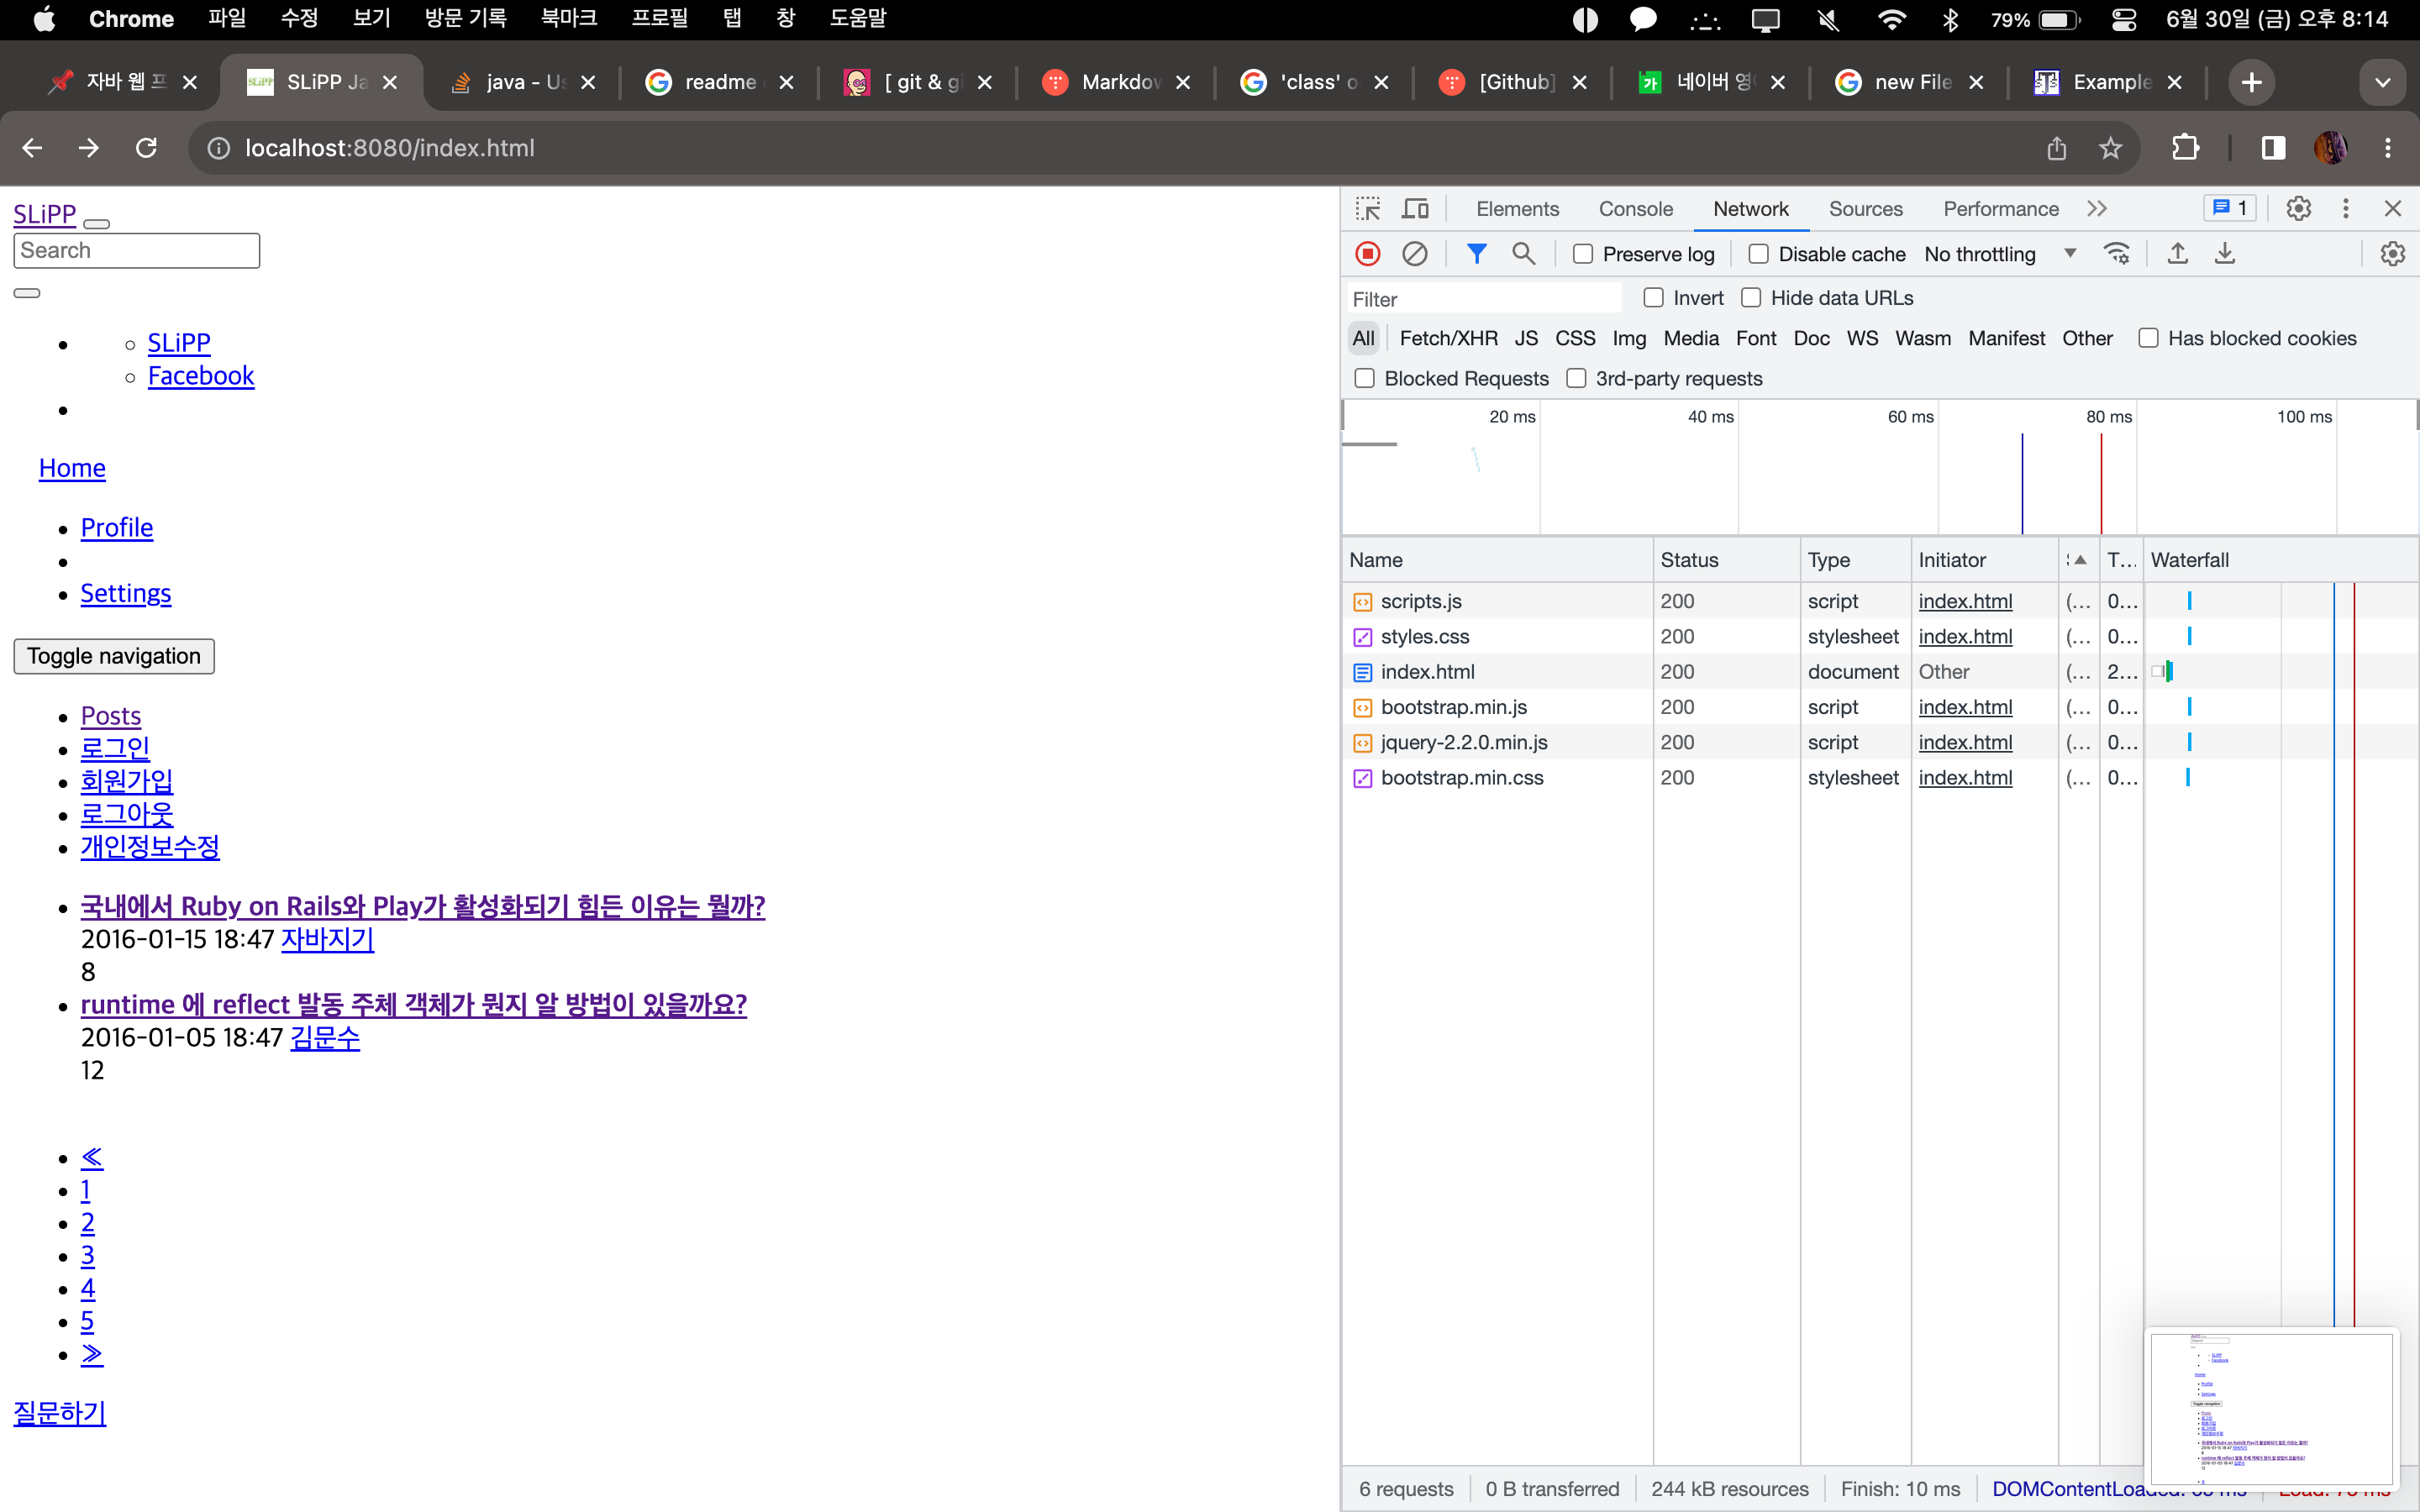 Chrome 파일 수정 보기 방문 기록 북마크 프로필 탭 창 도움말 79% 6월 30일 (금) 오후 8:14
자바 웹 프 SLiPP Ja java - Us readme [ git & gi Markdow 'class' o [Github] 네이버 영 new File Example
localhost:8080/index.html
SLiPP
Search
SLiPP
Facebook
Home
Profile
Settings
Toggle navigation
Posts
로그인
회원가입
로그아웃
개인정보수정
국내에서 Ruby on Rails와 Play가 활성화되기 힘든 이유는 뭘까?
2016-01-15 18:47 자바지기
8
runtime 에 reflect 발동 주체 객체가 뭔지 알 방법이 있을까요?
2016-01-05 18:47 김문수
12
≪
1
2
3
4
5
≫
질문하기
Elements Console Network Sources Performance 1
Preserve log Disable cache No throttling
Filter Invert Hide data URLs
All Fetch/XHR JS CSS Img Media Font Doc WS Wasm Manifest Other Has blocked cookies
Blocked Requests 3rd-party requests
20 ms 40 ms 60 ms 80 ms 100 ms
Name Status Type Initiator T... Waterfall
scripts.js 200 script index.html (... 0...
styles.css 200 stylesheet index.html (... 0...
index.html 200 document Other (... 2...
bootstrap.min.js 200 script index.html (... 0...
jquery-2.2.0.min.js 200 script index.html (... 0...
bootstrap.min.css 200 stylesheet index.html (... 0...
6 requests 0 B transferred 244 kB resources Finish: 10 ms